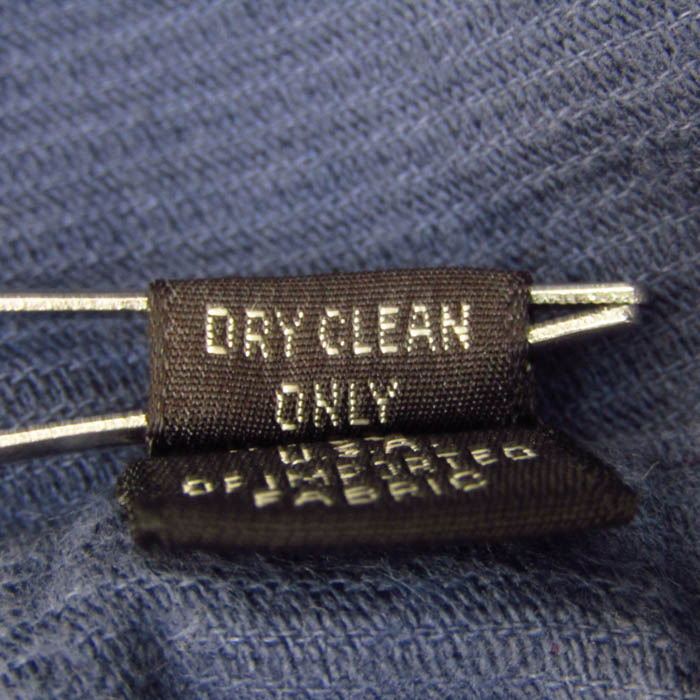 DRY CLEAN
ONLY
U.S.A.
OF IMPORTED
FABRIC